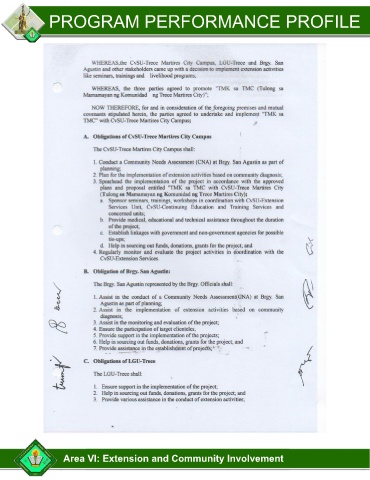 PROGRAM PERFORMANCE PROFILE
WHEREAS,the CvSU-Trece Martires City Campus, LGU-Trece and Brgy. San
Agustin and other stakeholders came up with a decision to implement extension activities
like seminars, trainings and livelihood programs;
WHEREAS, the three parties agreed to promote "TMK sa TMC (Tulong sa
Mamamayan ng Komunidad ng Trece Martires City)";
NOW THEREFORE, for and in consideration of the foregoing premises and mutual
covenants stipulated herein, the parties agreed to undertake and implement "TMK sa
TMC" with CvSU-Trece Martires City Campus;
A. Obligations of CvSU-Trece Martires City Campus
The CvSU-Trece Martires City Campus shall:
1. Conduct a Community Needs Assessment (CNA) at Brgy. San Agustin as part of
planning;
2. Plan for the implementation of extension activities based on community diagnosis;
3. Spearhead the implementation of the project in accordance with the approved
plans and proposal entitled "TMK sa TMC with CvSU-Trece Martires City
(Tulong sa Mamamayan ng Komunidad ng Trece Martires City);
a. Sponsor seminars, trainings, workshops in coordination with CvSU-Extension
Services Unit, CvSU-Continuing Education and Training Services and
concerned units;
b. Provide medical, educational and technical assistance throughout the duration
of the project,
c. Establish linkages with government and non-government agencies for possible
tie-ups;
d. Help in sourcing out funds, donations, grants for the project, and
4. Regularly monitor and evaluate the project activities in coordination with the
CvSU-Extension Services
B. Obligation of Brgy. San Agustin:
The Brgy. San Agustin represented by the Brgy. Officials shall:
1. Assist in the conduct of a Community Needs Assessment(CNA) at Brgy. San
Agustin as part of planning;
2. Assist in the implementation of extension activities based on community
diagnoses;
3. Assist in the monitoring and evaluation of the project;
4. Ensure the participation of target clienteles;
5. Provide support in the implementation of the projects;
6. Help in sourcing out funds, donations, grants for the project, and
7. Provide assistance in the establishment of projects;
C. Obligations of LGU-Trece
The LGU-Trece shall:
1. Ensure support in the implementation of the project;
2. Help in sourcing out funds, donations, grants for the project; and
3. Provide various assistance in the conduct of extension activities;
Area VI: Extension and Community Involvement